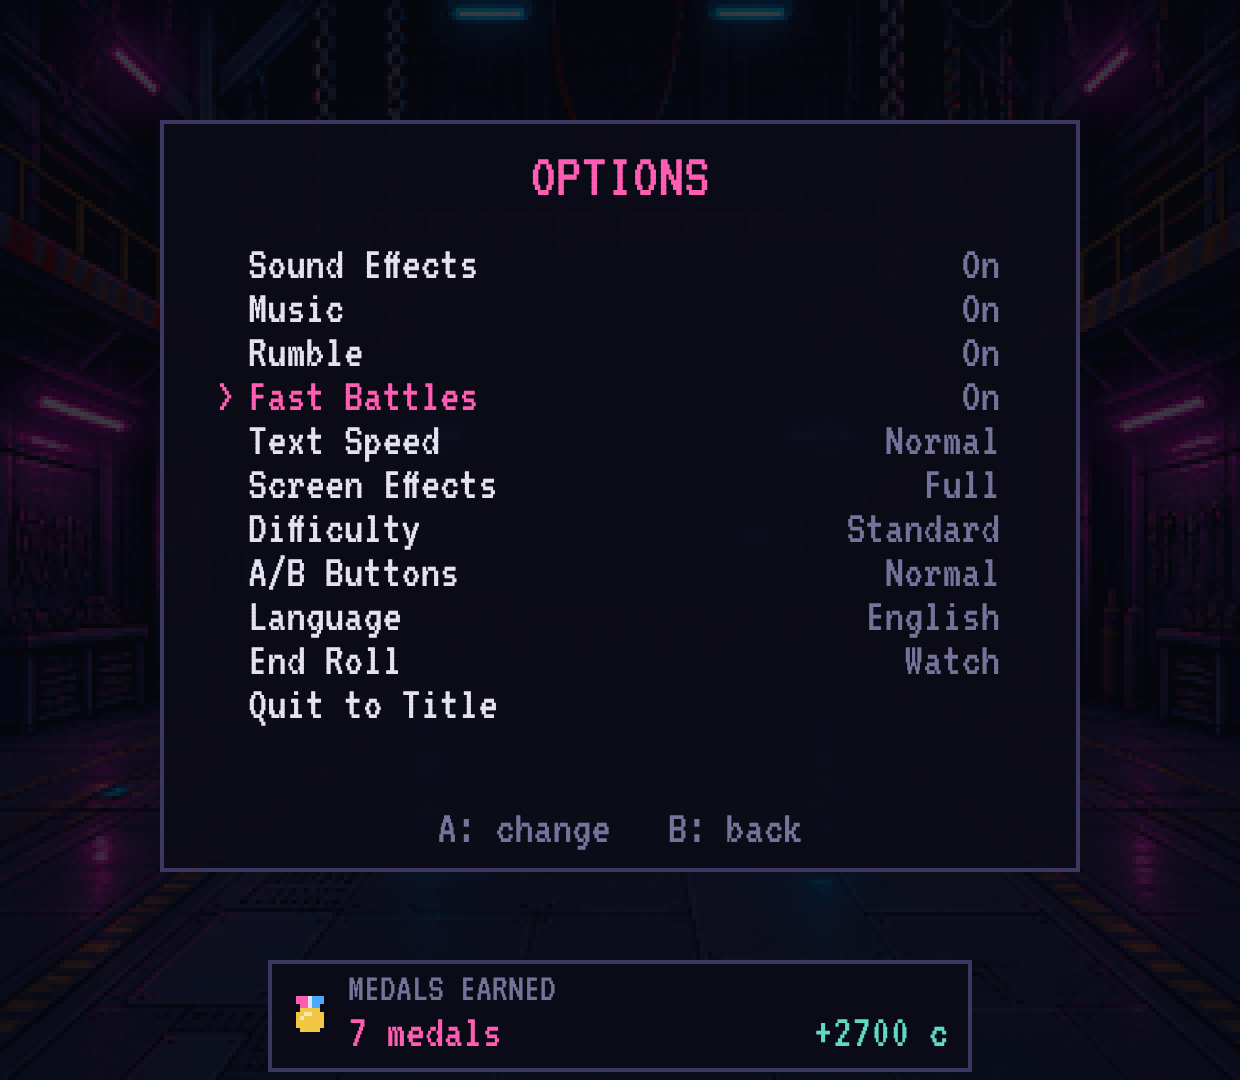 OPTIONS
Sound Effects On
Music On
Rumble On
> Fast Battles On
Text Speed Normal
Screen Effects Full
Difficulty Standard
A/B Buttons Normal
Language English
End Roll Watch
Quit to Title
A: change B: back
MEDALS EARNED
7 medals +2700 c